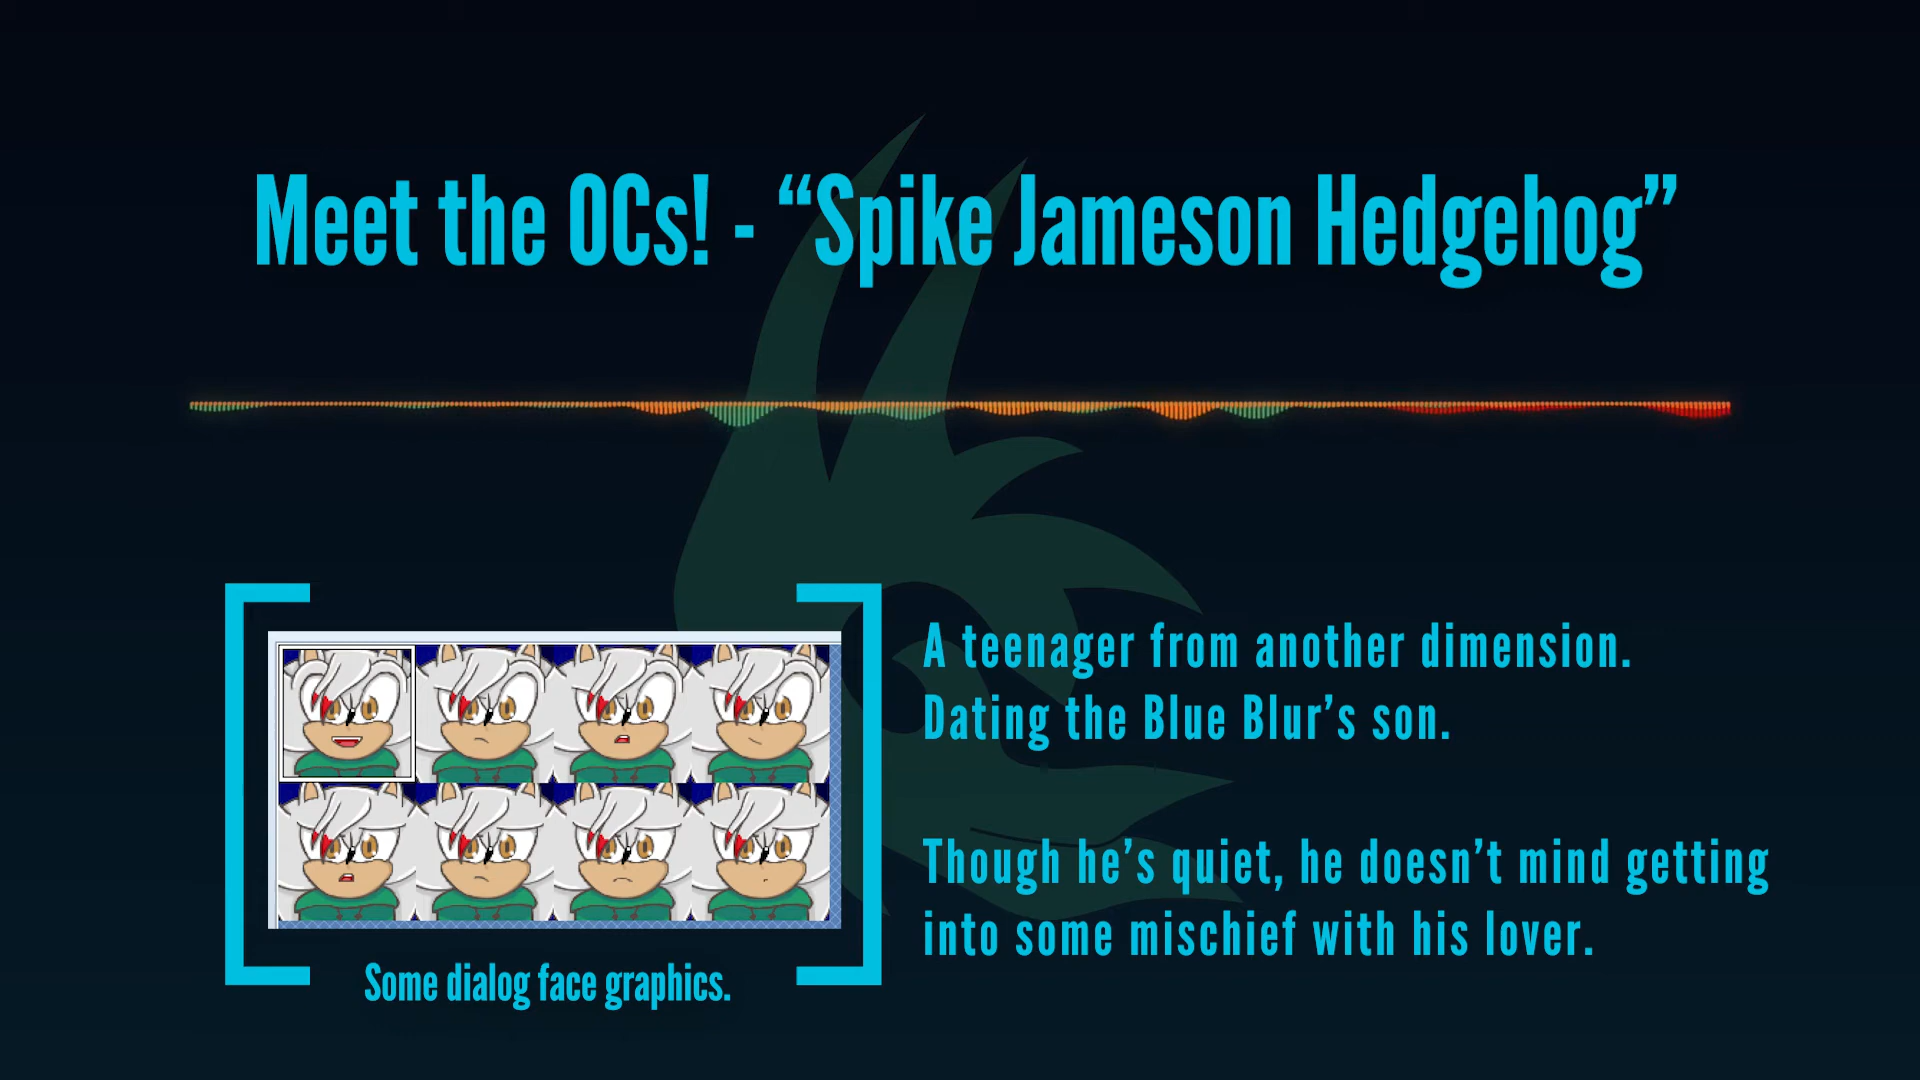 Meet the OCs! - “Spike Jameson Hedgehog”
A teenager from another dimension.
Dating the Blue Blur’s son.
Though he’s quiet, he doesn’t mind getting
into some mischief with his lover.
Some dialog face graphics.